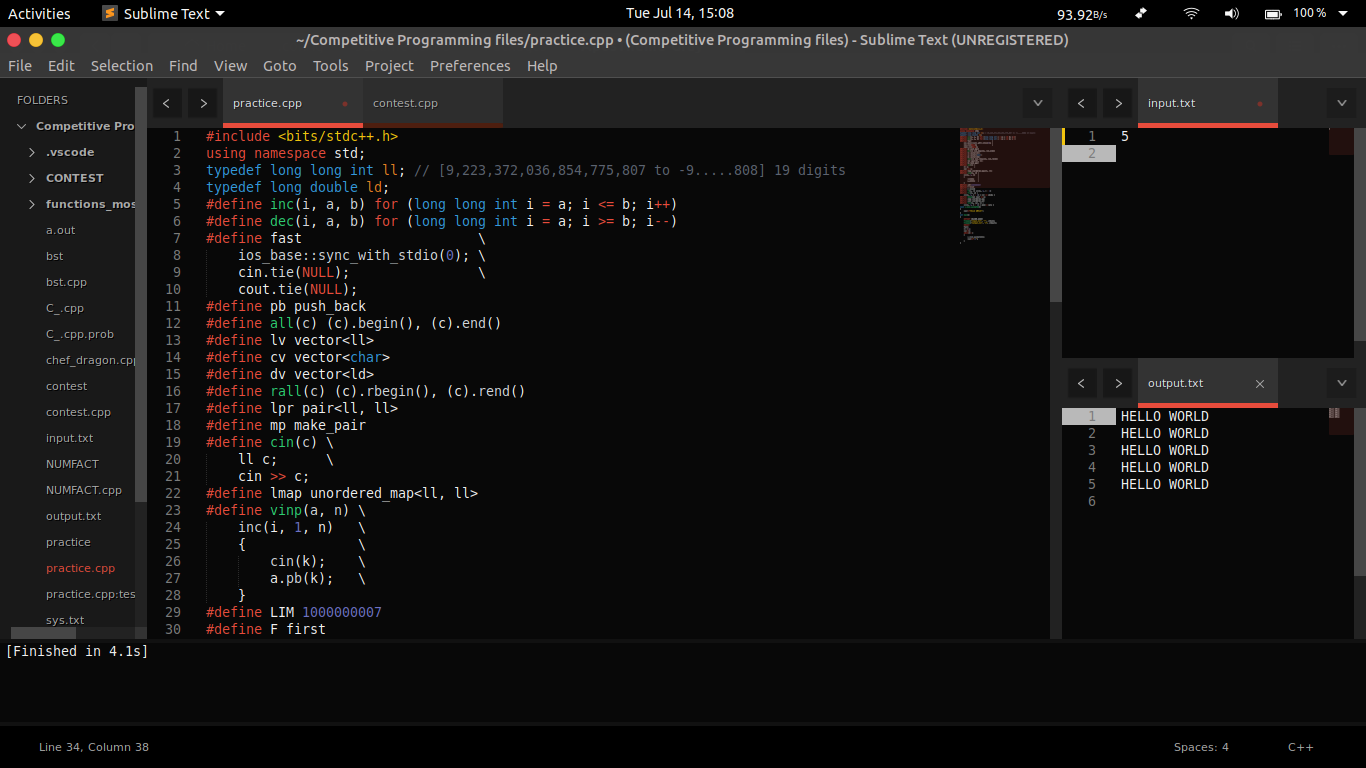 Activities Sublime Text Tue Jul 14, 15:08 93.92B/s 100 %
~/Competitive Programming files/practice.cpp • (Competitive Programming files) - Sublime Text (UNREGISTERED)
File Edit Selection Find View Goto Tools Project Preferences Help
FOLDERS
Competitive Pro
.vscode
CONTEST
functions_mos
a.out
bst
bst.cpp
C_.cpp
C_.cpp.prob
chef_dragon.cpp
contest
contest.cpp
input.txt
NUMFACT
NUMFACT.cpp
output.txt
practice
practice.cpp
practice.cpp:tes
sys.txt
practice.cpp contest.cpp
1 #include <bits/stdc++.h>
2 using namespace std;
3 typedef long long int ll; // [9,223,372,036,854,775,807 to -9.....808] 19 digits
4 typedef long double ld;
5 #define inc(i, a, b) for (long long int i = a; i <= b; i++)
6 #define dec(i, a, b) for (long long int i = a; i >= b; i--)
7 #define fast \
8 ios_base::sync_with_stdio(0); \
9 cin.tie(NULL); \
10 cout.tie(NULL);
11 #define pb push_back
12 #define all(c) (c).begin(), (c).end()
13 #define lv vector<ll>
14 #define cv vector<char>
15 #define dv vector<ld>
16 #define rall(c) (c).rbegin(), (c).rend()
17 #define lpr pair<ll, ll>
18 #define mp make_pair
19 #define cin(c) \
20 ll c; \
21 cin >> c;
22 #define lmap unordered_map<ll, ll>
23 #define vinp(a, n) \
24 inc(i, 1, n) \
25 { \
26 cin(k); \
27 a.pb(k); \
28 }
29 #define LIM 1000000007
30 #define F first
input.txt
1 5
2
output.txt
1 HELLO WORLD
2 HELLO WORLD
3 HELLO WORLD
4 HELLO WORLD
5 HELLO WORLD
6
[Finished in 4.1s]
Line 34, Column 38 Spaces: 4 C++